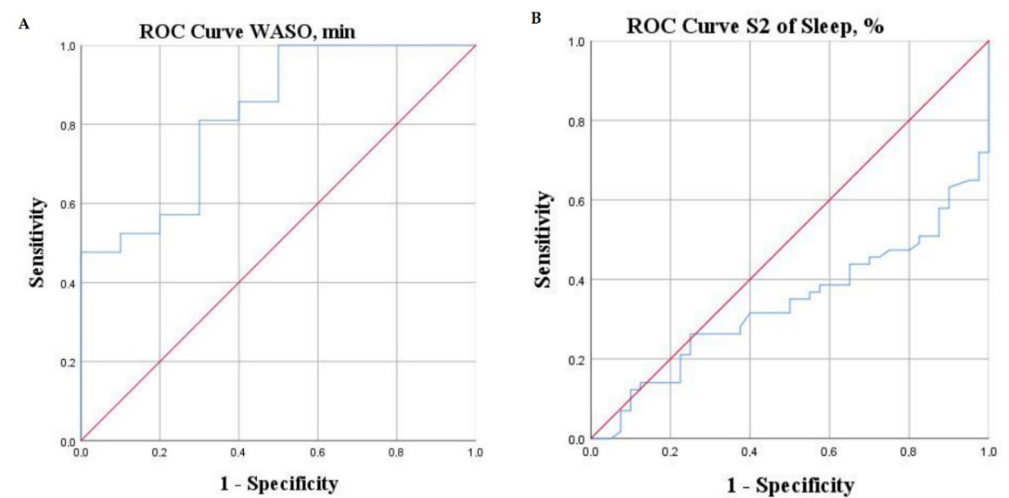 A
ROC Curve WASO, min
1.0
0.8
0.6
0.4
0.2
0.0
Sensitivity
0.0 0.2 0.4 0.6 0.8 1.0
1 - Specificity
B
ROC Curve S2 of Sleep, %
1.0
0.8
0.6
0.4
0.2
0.0
Sensitivity
0.0 0.2 0.4 0.6 0.8 1.0
1 - Specificity